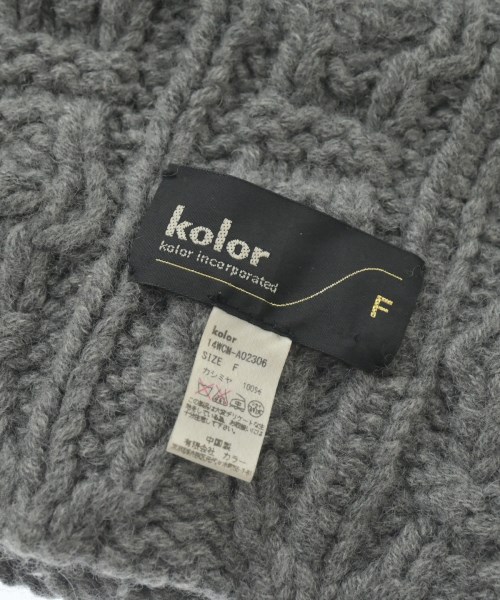 kolor
kolor incorporated
F
kolor
14WCM-A02306
SIZE F
カシミヤ 100%
中国製
有限会社 カラー